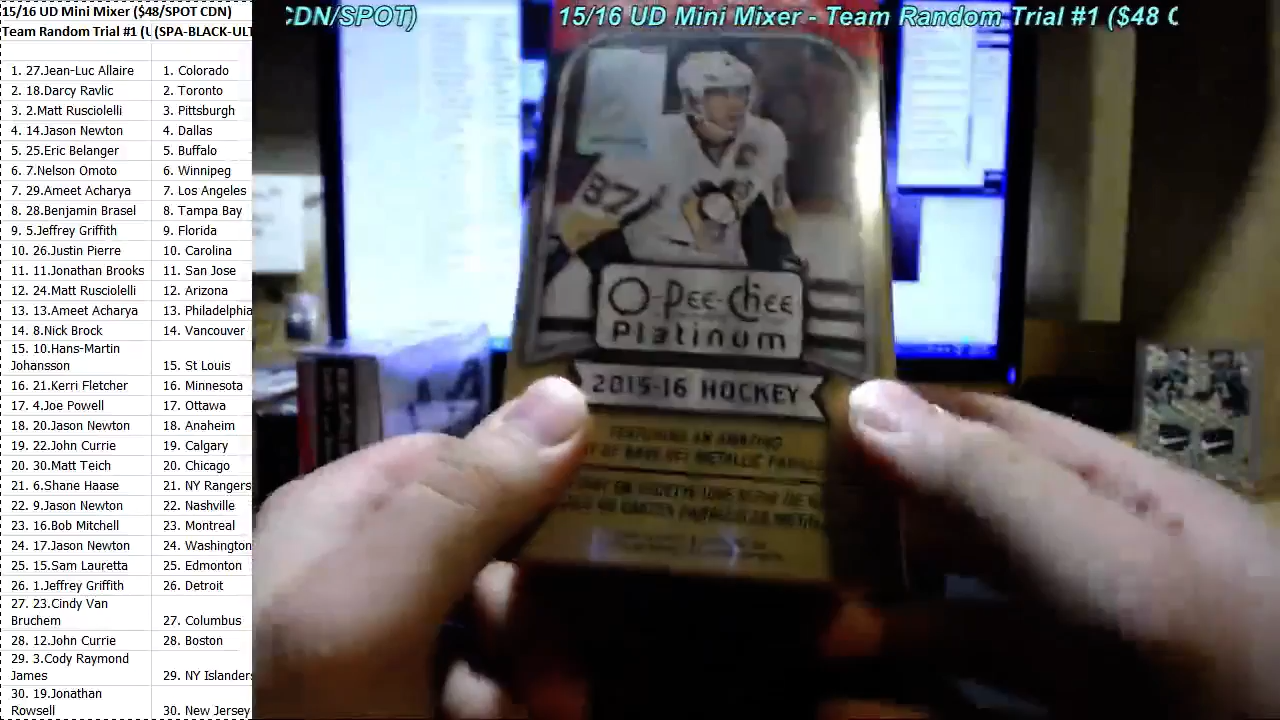 15/16 UD Mini Mixer ($48/SPOT CDN)
Team Random Trial #1 (U (SPA-BLACK-ULT
1. 27.Jean-Luc Allaire 1. Colorado
2. 18.Darcy Ravlic 2. Toronto
3. 2.Matt Rusciolelli 3. Pittsburgh
4. 14.Jason Newton 4. Dallas
5. 25.Eric Belanger 5. Buffalo
6. 7.Nelson Omoto 6. Winnipeg
7. 29.Ameet Acharya 7. Los Angeles
8. 28.Benjamin Brasel 8. Tampa Bay
9. 5.Jeffrey Griffith 9. Florida
10. 26.Justin Pierre 10. Carolina
11. 11.Jonathan Brooks 11. San Jose
12. 24.Matt Rusciolelli 12. Arizona
13. 13.Ameet Acharya 13. Philadelphia
14. 8.Nick Brock 14. Vancouver
15. 10.Hans-Martin
Johansson 15. St Louis
16. 21.Kerri Fletcher 16. Minnesota
17. 4.Joe Powell 17. Ottawa
18. 20.Jason Newton 18. Anaheim
19. 22.John Currie 19. Calgary
20. 30.Matt Teich 20. Chicago
21. 6.Shane Haase 21. NY Rangers
22. 9.Jason Newton 22. Nashville
23. 16.Bob Mitchell 23. Montreal
24. 17.Jason Newton 24. Washington
25. 15.Sam Lauretta 25. Edmonton
26. 1.Jeffrey Griffith 26. Detroit
27. 23.Cindy Van
Bruchem 27. Columbus
28. 12.John Currie 28. Boston
29. 3.Cody Raymond
James 29. NY Islanders
30. 19.Jonathan
Rowsell 30. New Jersey
CDN/SPOT) 15/16 UD Mini Mixer - Team Random Trial #1 ($48 C
87
O-Pee-Chee
Platinum
2015-16 HOCKEY
FEATURING AN AMAZING
OF BASE SET METALLIC